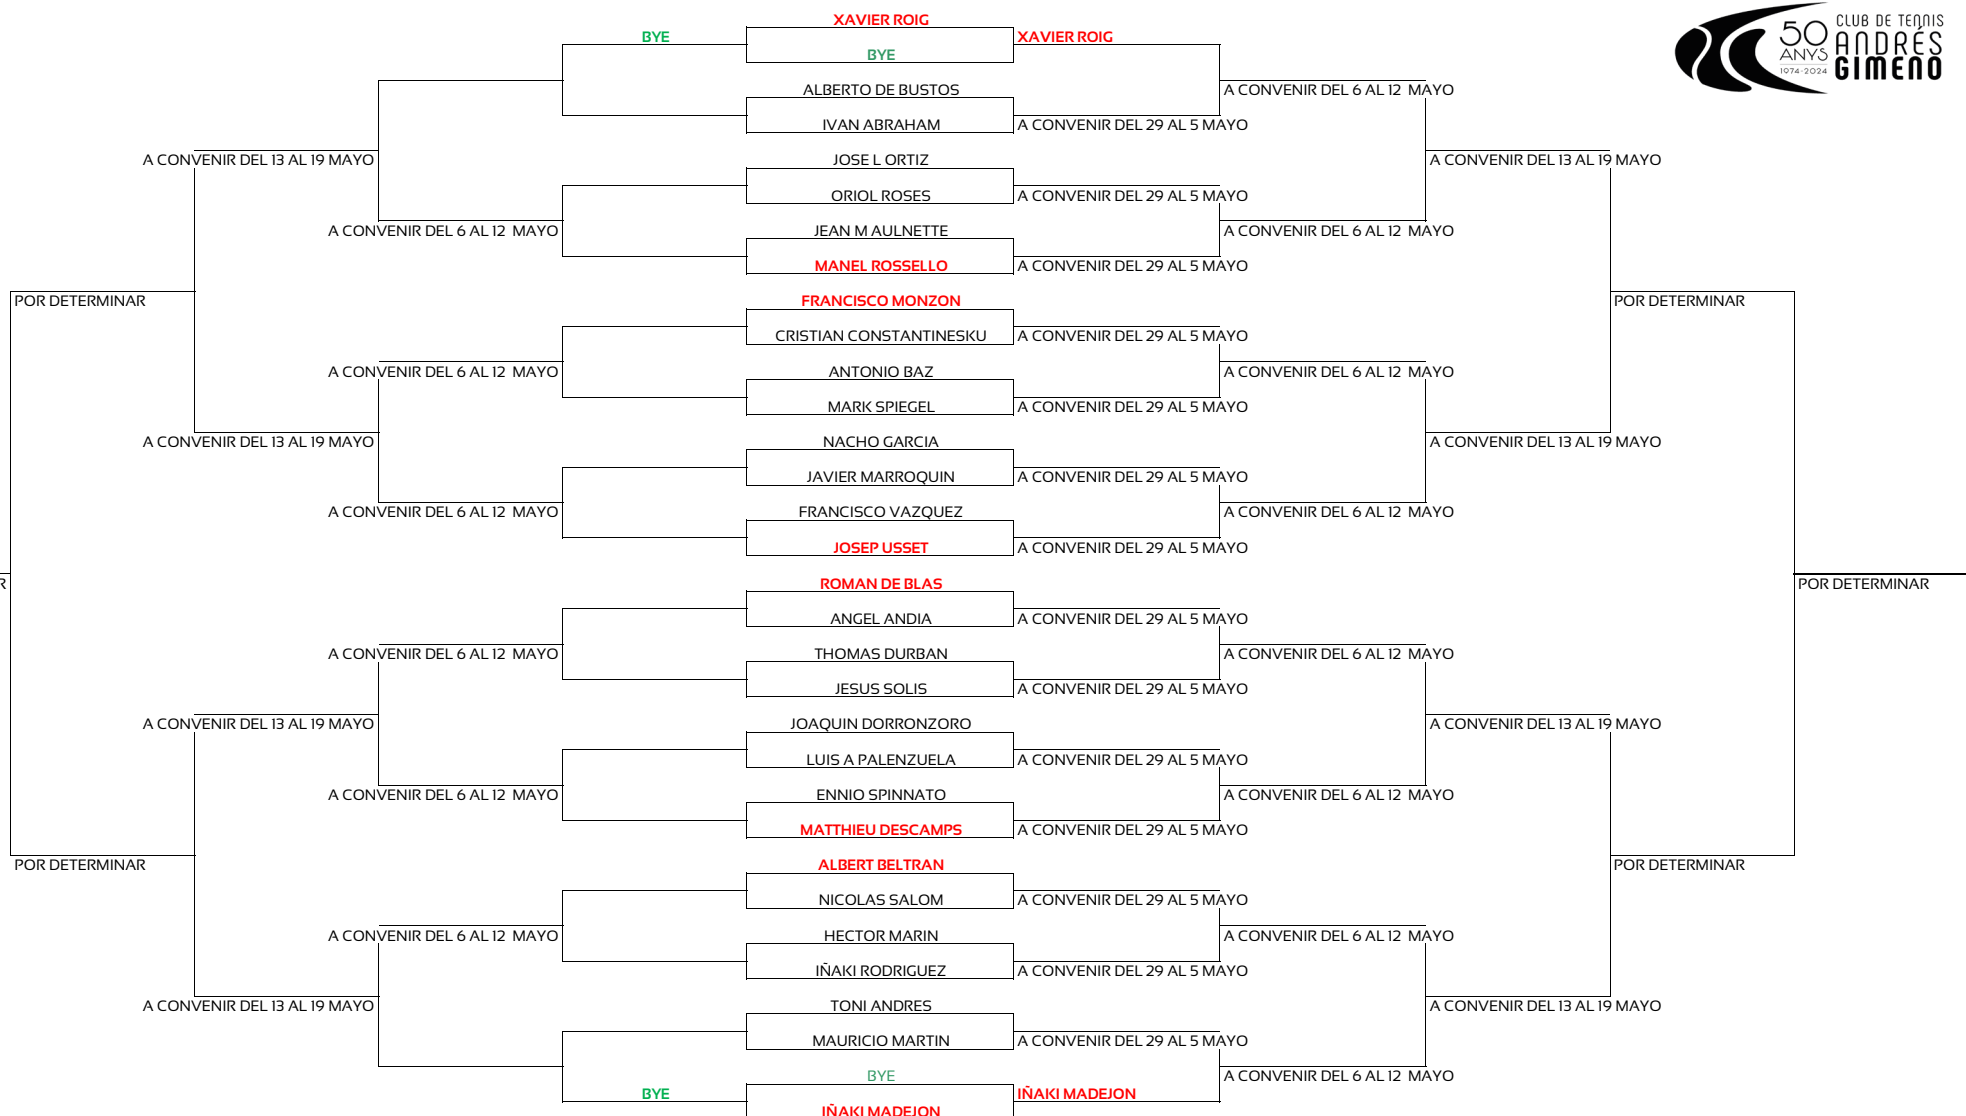 XAVIER ROIG
BYE
XAVIER ROIG
BYE
ALBERTO DE BUSTOS
A CONVENIR DEL 6 AL 12 MAYO
IVAN ABRAHAM
A CONVENIR DEL 29 AL 5 MAYO
A CONVENIR DEL 13 AL 19 MAYO
JOSE L ORTIZ
A CONVENIR DEL 13 AL 19 MAYO
ORIOL ROSES
A CONVENIR DEL 29 AL 5 MAYO
A CONVENIR DEL 6 AL 12 MAYO
JEAN M AULNETTE
A CONVENIR DEL 6 AL 12 MAYO
MANEL ROSSELLO
A CONVENIR DEL 29 AL 5 MAYO
POR DETERMINAR
FRANCISCO MONZON
POR DETERMINAR
CRISTIAN CONSTANTINESKU
A CONVENIR DEL 29 AL 5 MAYO
A CONVENIR DEL 6 AL 12 MAYO
ANTONIO BAZ
A CONVENIR DEL 6 AL 12 MAYO
MARK SPIEGEL
A CONVENIR DEL 29 AL 5 MAYO
A CONVENIR DEL 13 AL 19 MAYO
NACHO GARCIA
A CONVENIR DEL 13 AL 19 MAYO
JAVIER MARROQUIN
A CONVENIR DEL 29 AL 5 MAYO
A CONVENIR DEL 6 AL 12 MAYO
FRANCISCO VAZQUEZ
A CONVENIR DEL 6 AL 12 MAYO
JOSEP USSET
A CONVENIR DEL 29 AL 5 MAYO
R
ROMAN DE BLAS
POR DETERMINAR
ANGEL ANDIA
A CONVENIR DEL 29 AL 5 MAYO
A CONVENIR DEL 6 AL 12 MAYO
THOMAS DURBAN
A CONVENIR DEL 6 AL 12 MAYO
JESUS SOLIS
A CONVENIR DEL 29 AL 5 MAYO
A CONVENIR DEL 13 AL 19 MAYO
JOAQUIN DORRONZORO
A CONVENIR DEL 13 AL 19 MAYO
LUIS A PALENZUELA
A CONVENIR DEL 29 AL 5 MAYO
A CONVENIR DEL 6 AL 12 MAYO
ENNIO SPINNATO
A CONVENIR DEL 6 AL 12 MAYO
MATTHIEU DESCAMPS
A CONVENIR DEL 29 AL 5 MAYO
POR DETERMINAR
ALBERT BELTRAN
POR DETERMINAR
NICOLAS SALOM
A CONVENIR DEL 29 AL 5 MAYO
A CONVENIR DEL 6 AL 12 MAYO
HECTOR MARIN
A CONVENIR DEL 6 AL 12 MAYO
IÑAKI RODRIGUEZ
A CONVENIR DEL 29 AL 5 MAYO
A CONVENIR DEL 13 AL 19 MAYO
TONI ANDRES
A CONVENIR DEL 13 AL 19 MAYO
MAURICIO MARTIN
A CONVENIR DEL 29 AL 5 MAYO
BYE
A CONVENIR DEL 6 AL 12 MAYO
BYE
IÑAKI MADEJON
IÑAKI MADEJON
50
ANYS
1974-2024
CLUB DE TENNIS
ANDRÉS
GIMENO